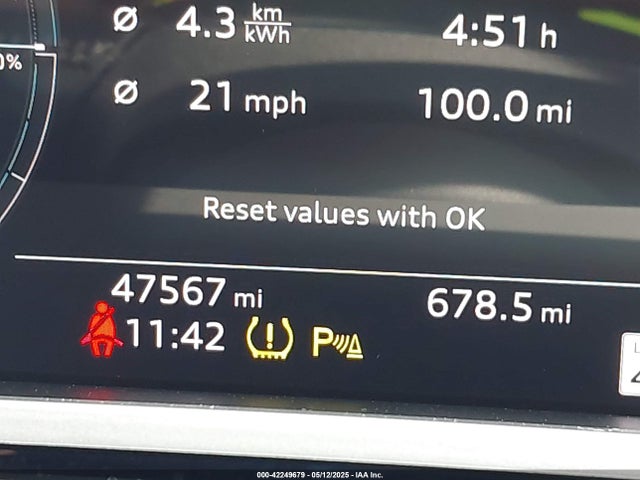 Ø 4.3 km/kWh 4:51 h
0%
Ø 21 mph 100.0 mi
Reset values with OK
47567 mi 678.5 mi
11:42 P
000-42249679 - 05/12/2025 - IAA Inc.